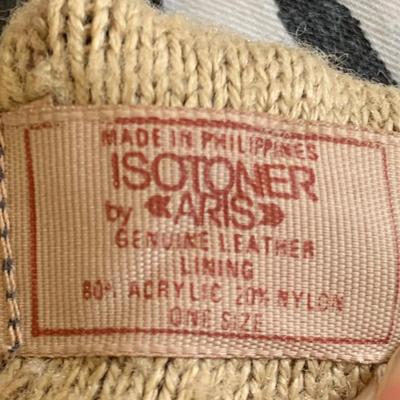 MADE IN PHILIPPINES
ISOTONER
by «ARIS»
GENUINE LEATHER
LINING
80% ACRYLIC 20% NYLON
ONE SIZE